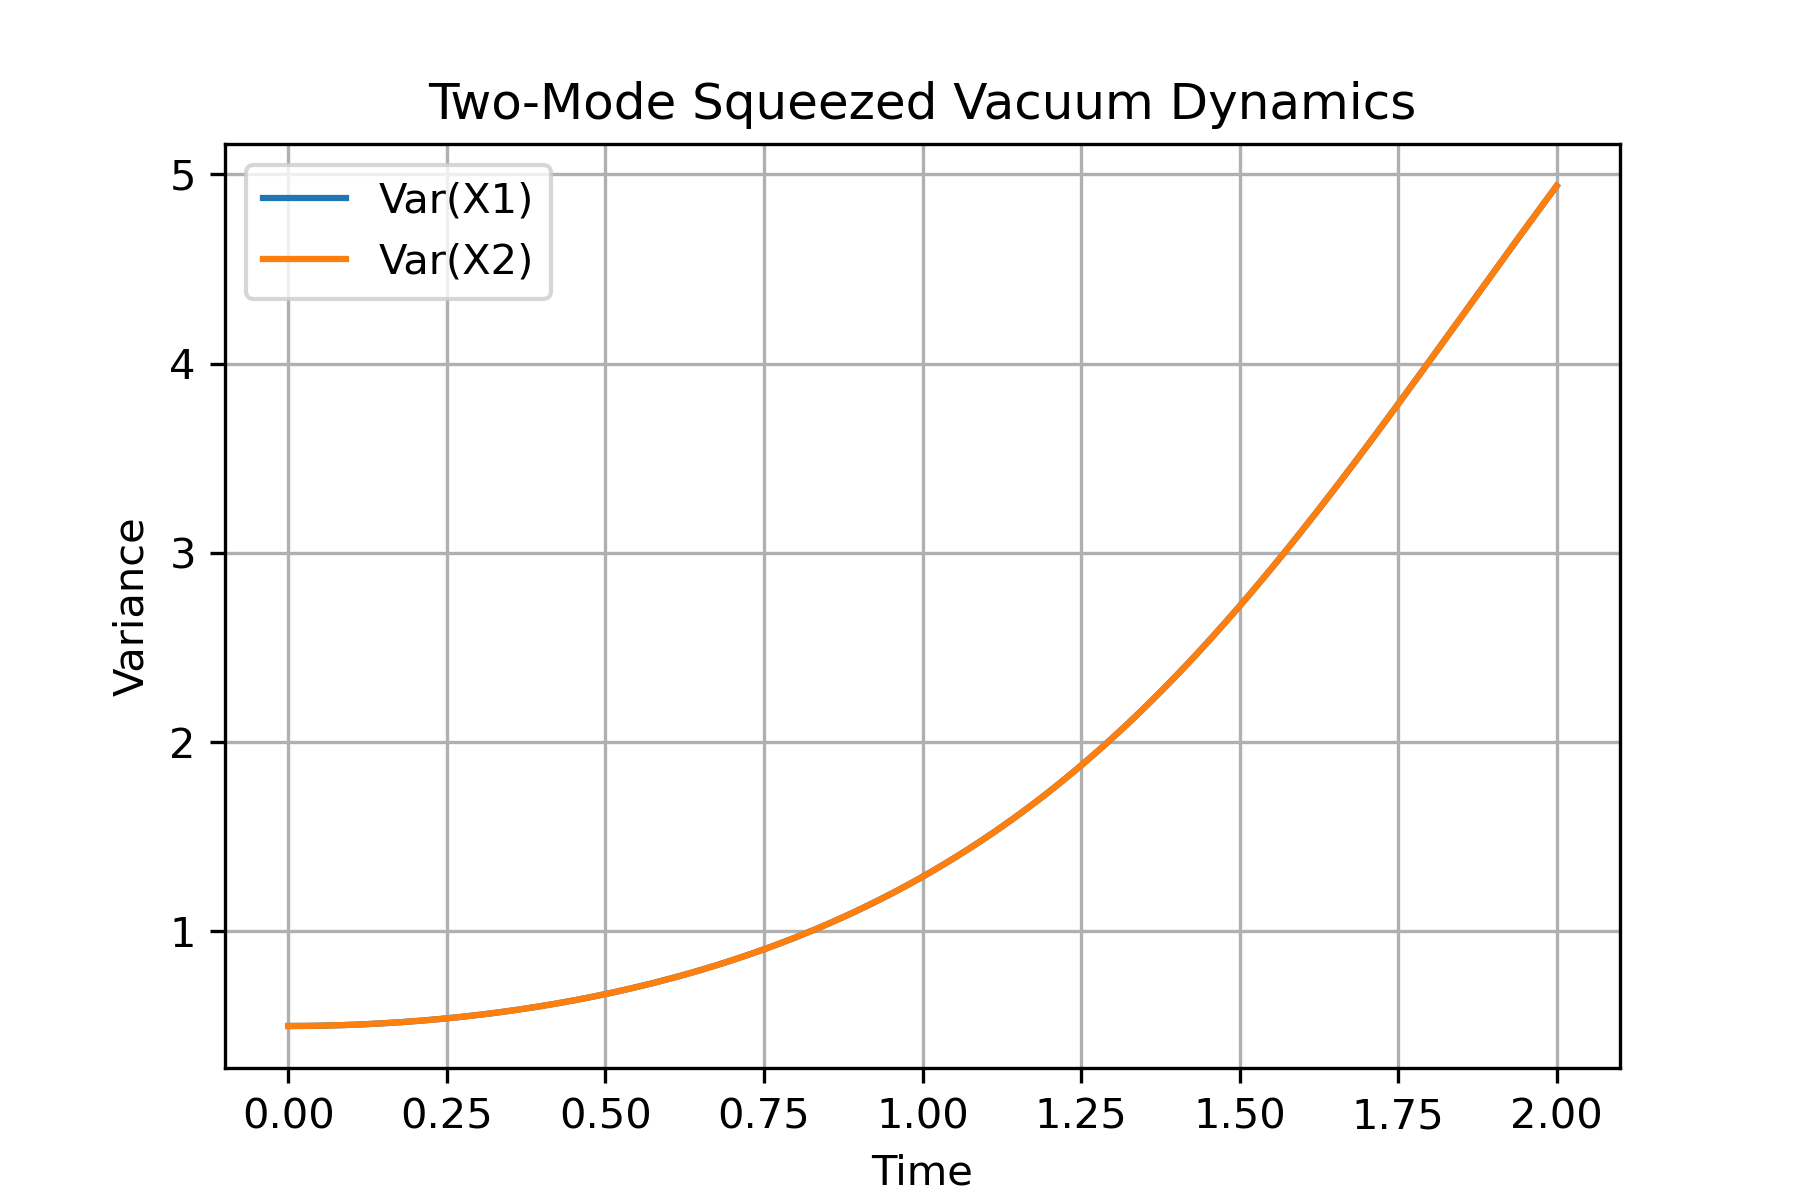 Two-Mode Squeezed Vacuum Dynamics
Var(X1)
Var(X2)
5
4
3
2
1
Variance
0.00 0.25 0.50 0.75 1.00 1.25 1.50 1.75 2.00
Time